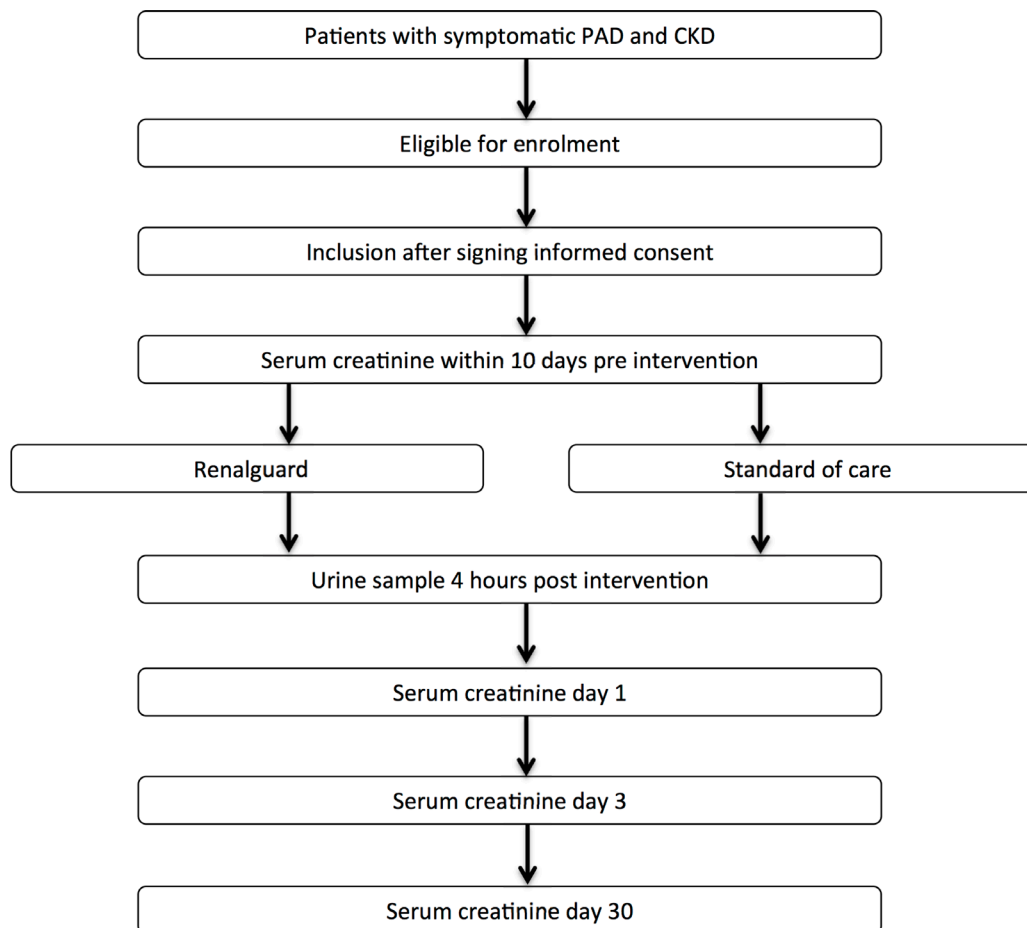 Patients with symptomatic PAD and CKD
Eligible for enrolment
Inclusion after signing informed consent
Serum creatinine within 10 days pre intervention
Renalguard
Standard of care
Urine sample 4 hours post intervention
Serum creatinine day 1
Serum creatinine day 3
Serum creatinine day 30